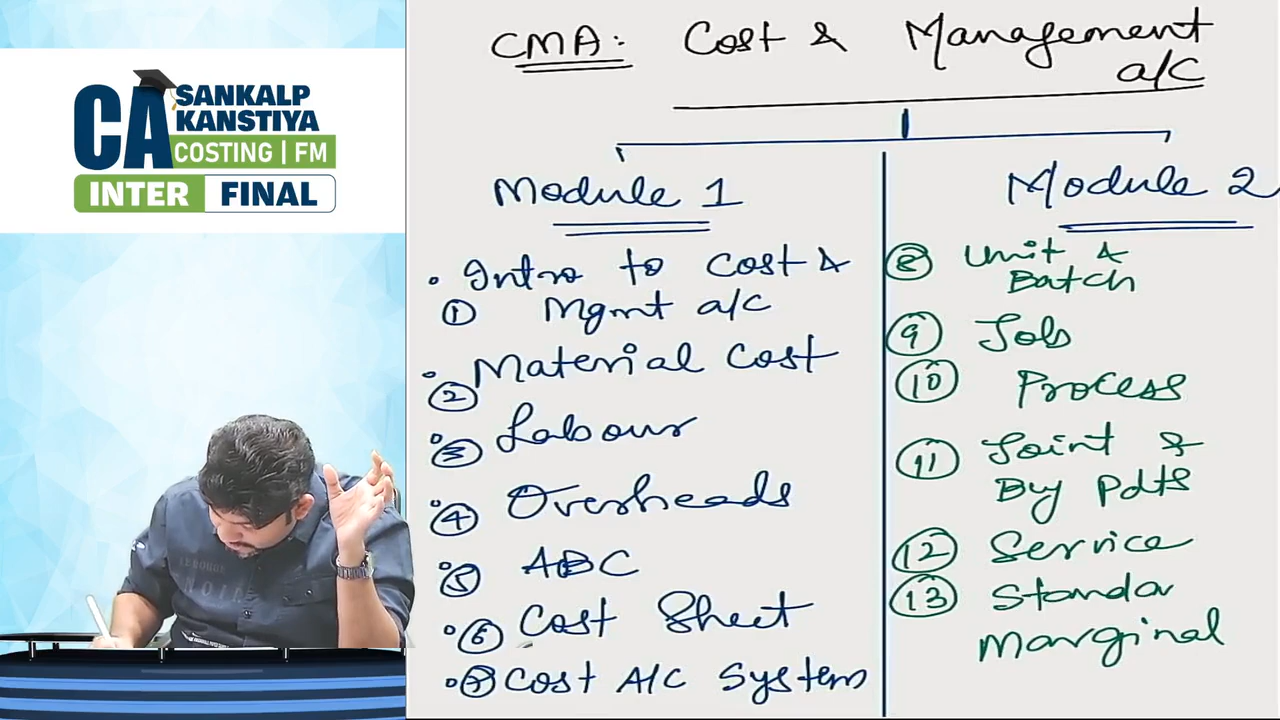 CA
SANKALP
KANSTIYA
COSTING | FM
INTER FINAL
CMA: Cost & Management
a/c
Module 1
• Intro to Cost &
① Mgmt a/c
• Material Cost
②
③ Labour
④ Overheads
⑤ ABC
• ⑥ Cost Sheet
• ⑦ Cost A/c System
Module 2
⑧ Unit &
Batch
⑨ Job
⑩ Process
⑪ Joint &
By Pdts
⑫ Service
⑬ Standar
Marginal